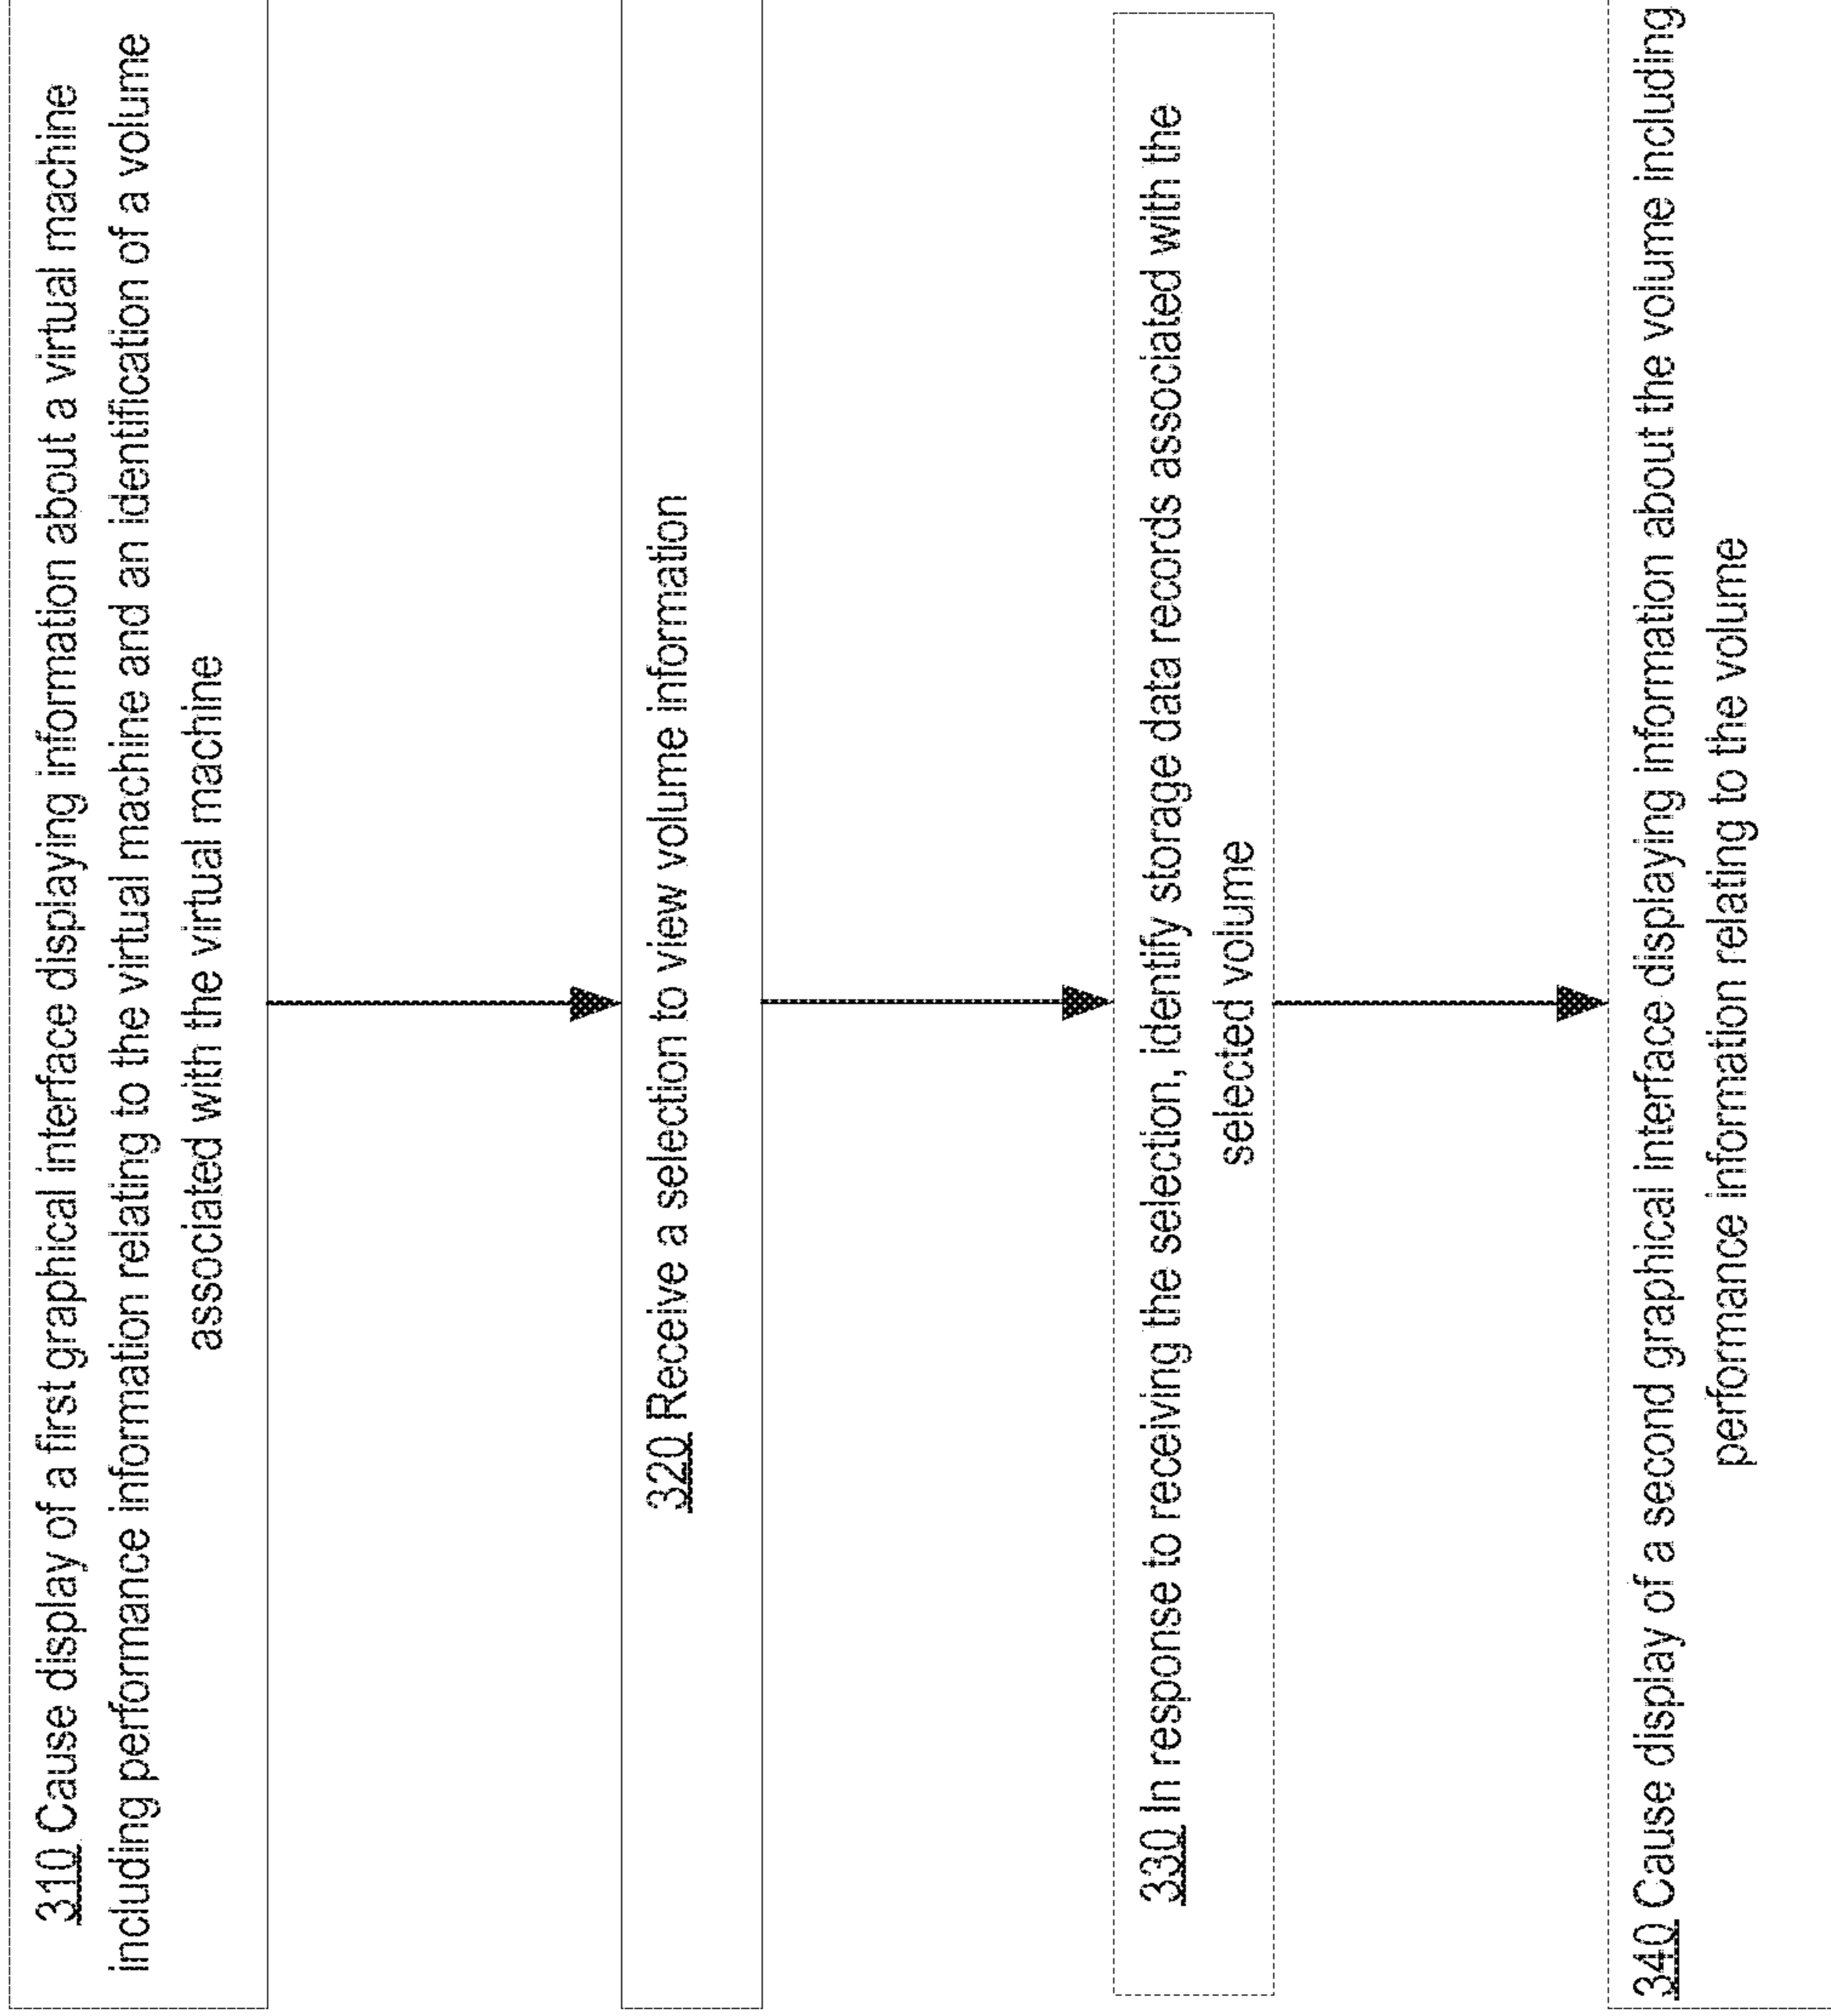 310 Cause display of a first graphical interface displaying information about a virtual machine
including performance information relating to the virtual machine and an identification of a volume
associated with the virtual machine
320 Receive a selection to view volume information
330 In response to receiving the selection, identify storage data records associated with the
selected volume
340 Cause display of a second graphical interface displaying information about the volume including
performance information relating to the volume